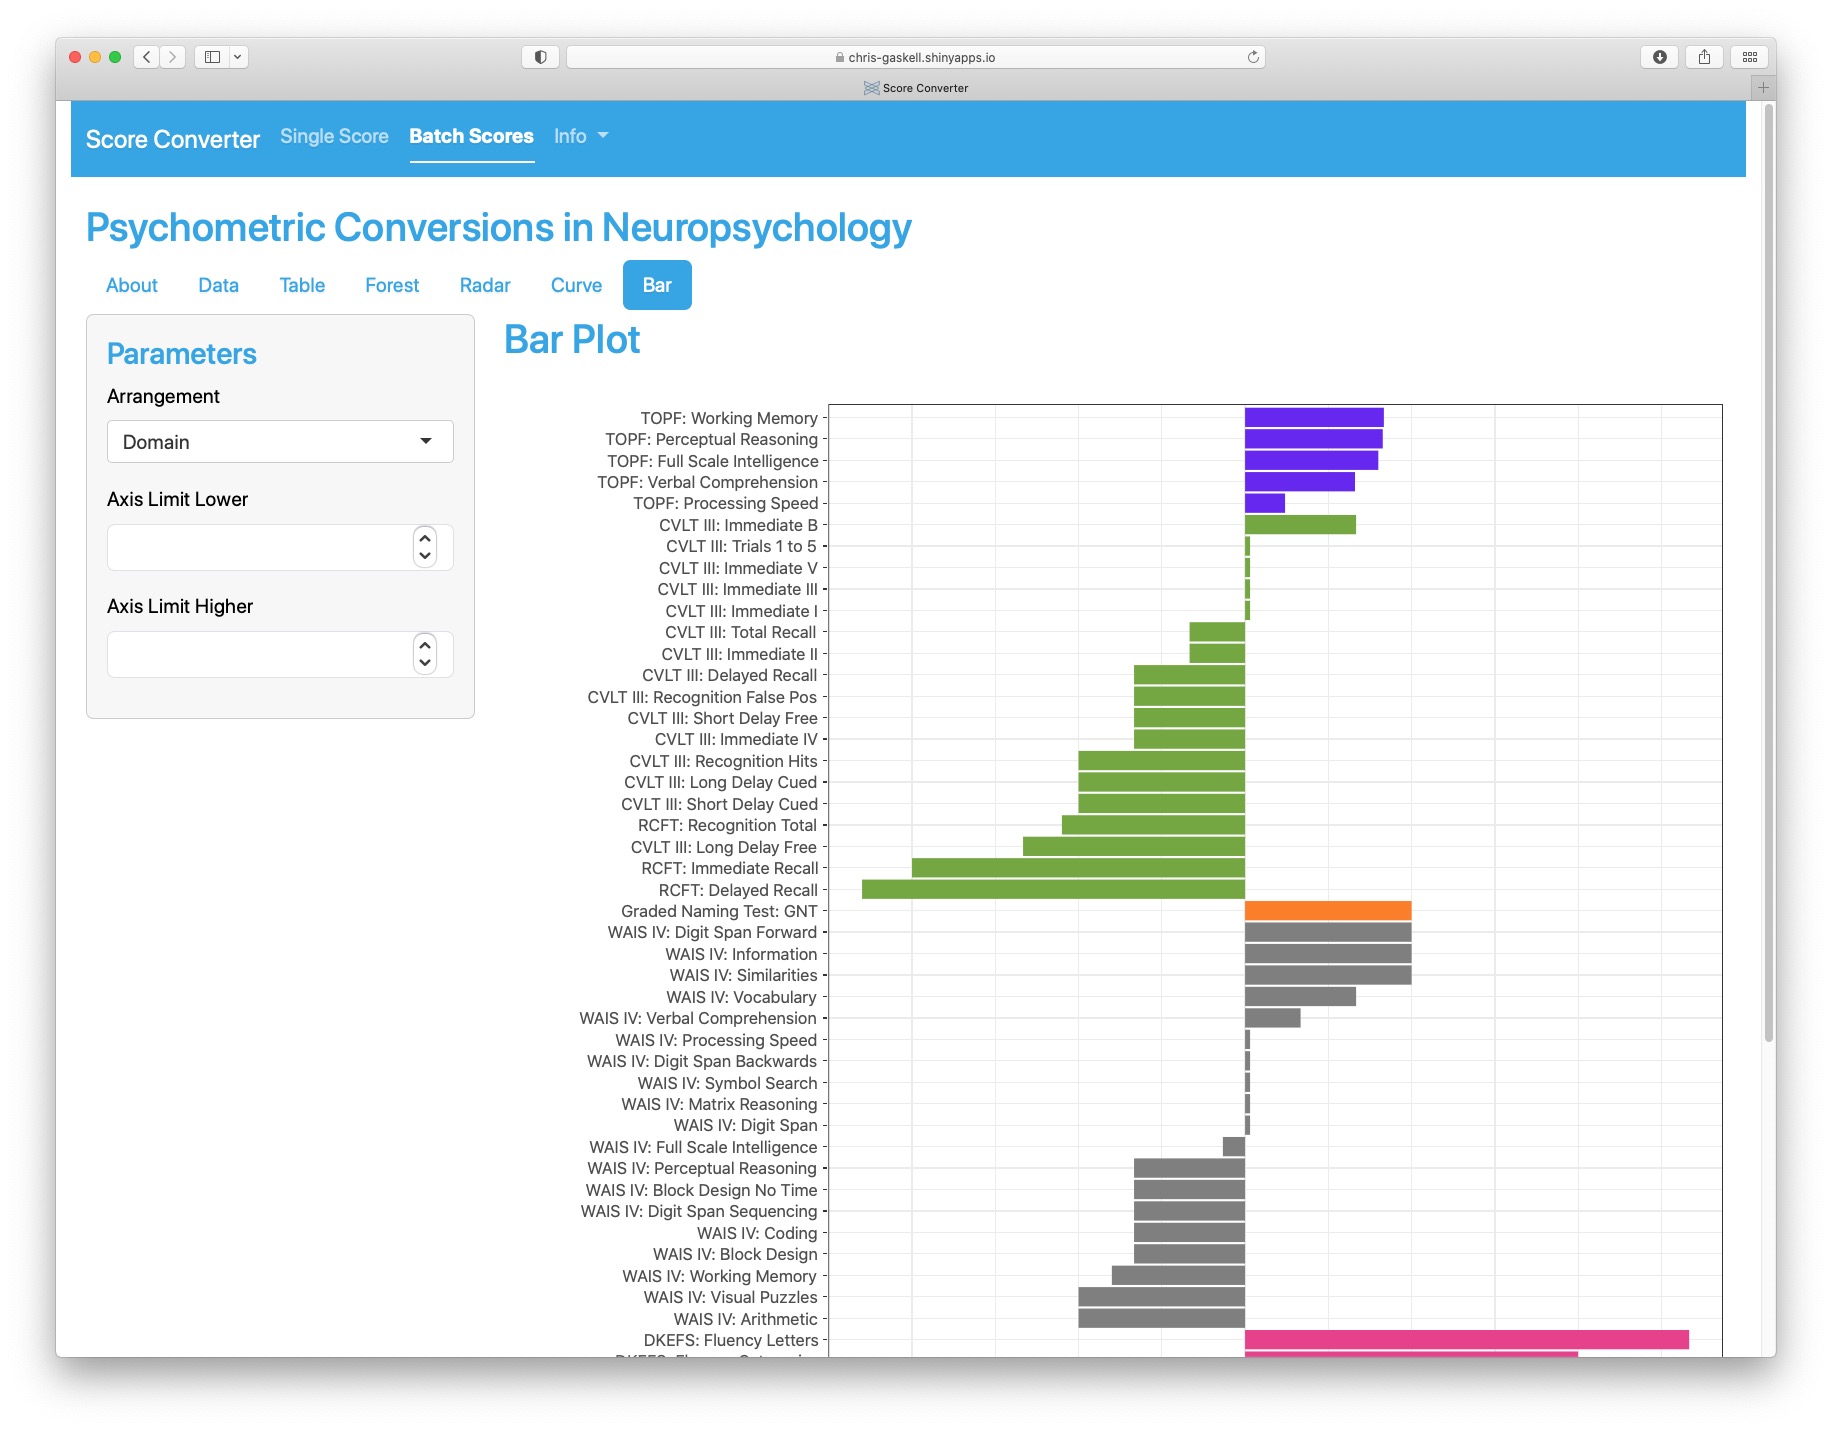 chris-gaskell.shinyapps.io
Score Converter
Score Converter Single Score Batch Scores Info
Psychometric Conversions in Neuropsychology
About Data Table Forest Radar Curve Bar
Parameters
Arrangement
Domain
Axis Limit Lower
Axis Limit Higher
Bar Plot
TOPF: Working Memory
TOPF: Perceptual Reasoning
TOPF: Full Scale Intelligence
TOPF: Verbal Comprehension
TOPF: Processing Speed
CVLT III: Immediate B
CVLT III: Trials 1 to 5
CVLT III: Immediate V
CVLT III: Immediate III
CVLT III: Immediate I
CVLT III: Total Recall
CVLT III: Immediate II
CVLT III: Delayed Recall
CVLT III: Recognition False Pos
CVLT III: Short Delay Free
CVLT III: Immediate IV
CVLT III: Recognition Hits
CVLT III: Long Delay Cued
CVLT III: Short Delay Cued
RCFT: Recognition Total
CVLT III: Long Delay Free
RCFT: Immediate Recall
RCFT: Delayed Recall
Graded Naming Test: GNT
WAIS IV: Digit Span Forward
WAIS IV: Information
WAIS IV: Similarities
WAIS IV: Vocabulary
WAIS IV: Verbal Comprehension
WAIS IV: Processing Speed
WAIS IV: Digit Span Backwards
WAIS IV: Symbol Search
WAIS IV: Matrix Reasoning
WAIS IV: Digit Span
WAIS IV: Full Scale Intelligence
WAIS IV: Perceptual Reasoning
WAIS IV: Block Design No Time
WAIS IV: Digit Span Sequencing
WAIS IV: Coding
WAIS IV: Block Design
WAIS IV: Working Memory
WAIS IV: Visual Puzzles
WAIS IV: Arithmetic
DKEFS: Fluency Letters